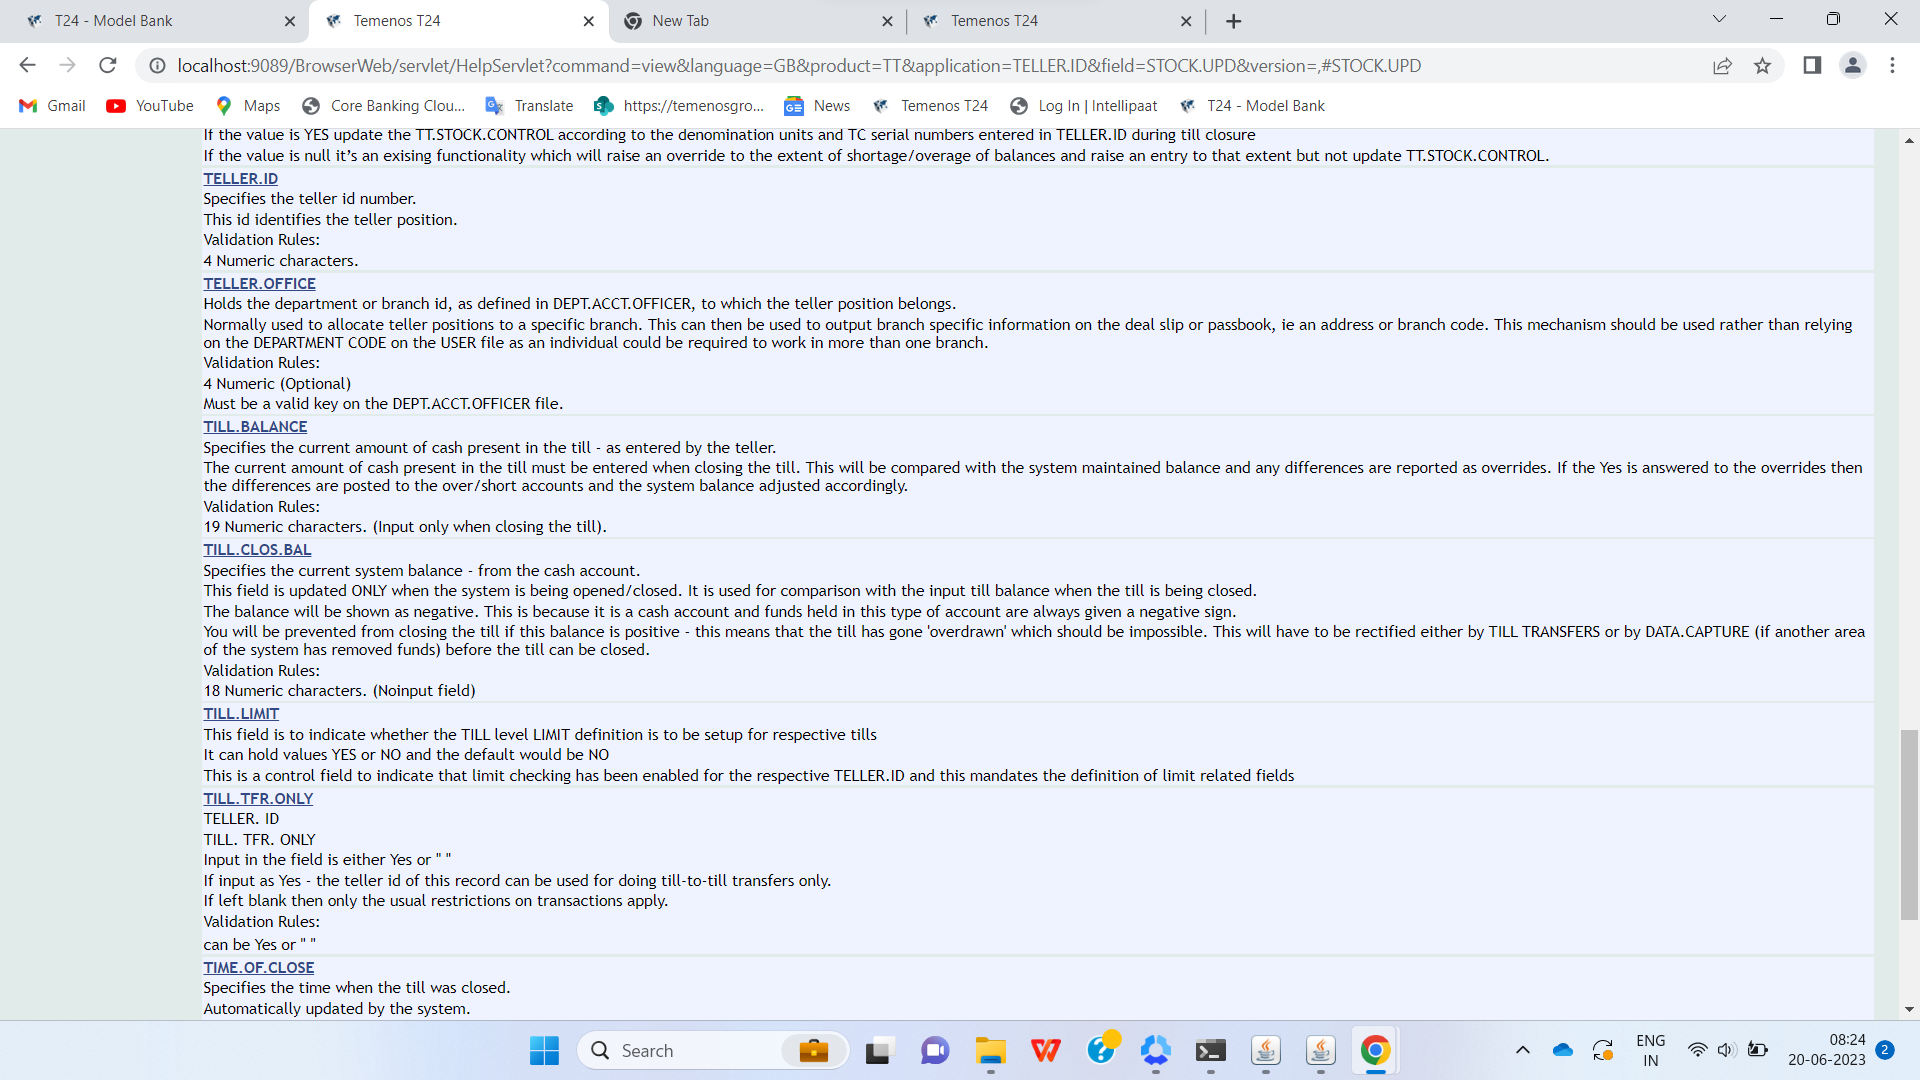 T24 - Model Bank
Temenos T24
New Tab
Temenos T24
localhost:9089/BrowserWeb/servlet/HelpServlet?command=view&language=GB&product=TT&application=TELLER.ID&field=STOCK.UPD&version=,#STOCK.UPD
Gmail
YouTube
Maps
Core Banking Clou...
Translate
https://temenosgro...
News
Temenos T24
Log In | Intellipaat
T24 - Model Bank
If the value is YES update the TT.STOCK.CONTROL according to the denomination units and TC serial numbers entered in TELLER.ID during till closure
If the value is null it's an exising functionality which will raise an override to the extent of shortage/overage of balances and raise an entry to that extent but not update TT.STOCK.CONTROL.
TELLER.ID
Specifies the teller id number.
This id identifies the teller position.
Validation Rules:
4 Numeric characters.
TELLER.OFFICE
Holds the department or branch id, as defined in DEPT.ACCT.OFFICER, to which the teller position belongs.
Normally used to allocate teller positions to a specific branch. This can then be used to output branch specific information on the deal slip or passbook, ie an address or branch code. This mechanism should be used rather than relying
on the DEPARTMENT CODE on the USER file as an individual could be required to work in more than one branch.
Validation Rules:
4 Numeric (Optional)
Must be a valid key on the DEPT.ACCT.OFFICER file.
TILL.BALANCE
Specifies the current amount of cash present in the till - as entered by the teller.
The current amount of cash present in the till must be entered when closing the till. This will be compared with the system maintained balance and any differences are reported as overrides. If the Yes is answered to the overrides then
the differences are posted to the over/short accounts and the system balance adjusted accordingly.
Validation Rules:
19 Numeric characters. (Input only when closing the till).
TILL.CLOS.BAL
Specifies the current system balance - from the cash account.
This field is updated ONLY when the system is being opened/closed. It is used for comparison with the input till balance when the till is being closed.
The balance will be shown as negative. This is because it is a cash account and funds held in this type of account are always given a negative sign.
You will be prevented from closing the till if this balance is positive - this means that the till has gone 'overdrawn' which should be impossible. This will have to be rectified either by TILL TRANSFERS or by DATA.CAPTURE (if another area
of the system has removed funds) before the till can be closed.
Validation Rules:
18 Numeric characters. (Noinput field)
TILL.LIMIT
This field is to indicate whether the TILL level LIMIT definition is to be setup for respective tills
It can hold values YES or NO and the default would be NO
This is a control field to indicate that limit checking has been enabled for the respective TELLER.ID and this mandates the definition of limit related fields
TILL.TFR.ONLY
TELLER. ID
TILL. TFR. ONLY
Input in the field is either Yes or " "
If input as Yes - the teller id of this record can be used for doing till-to-till transfers only.
If left blank then only the usual restrictions on transactions apply.
Validation Rules:
can be Yes or " "
TIME.OF.CLOSE
Specifies the time when the till was closed.
Automatically updated by the system.
Search
ENG
IN
08:24
20-06-2023
2